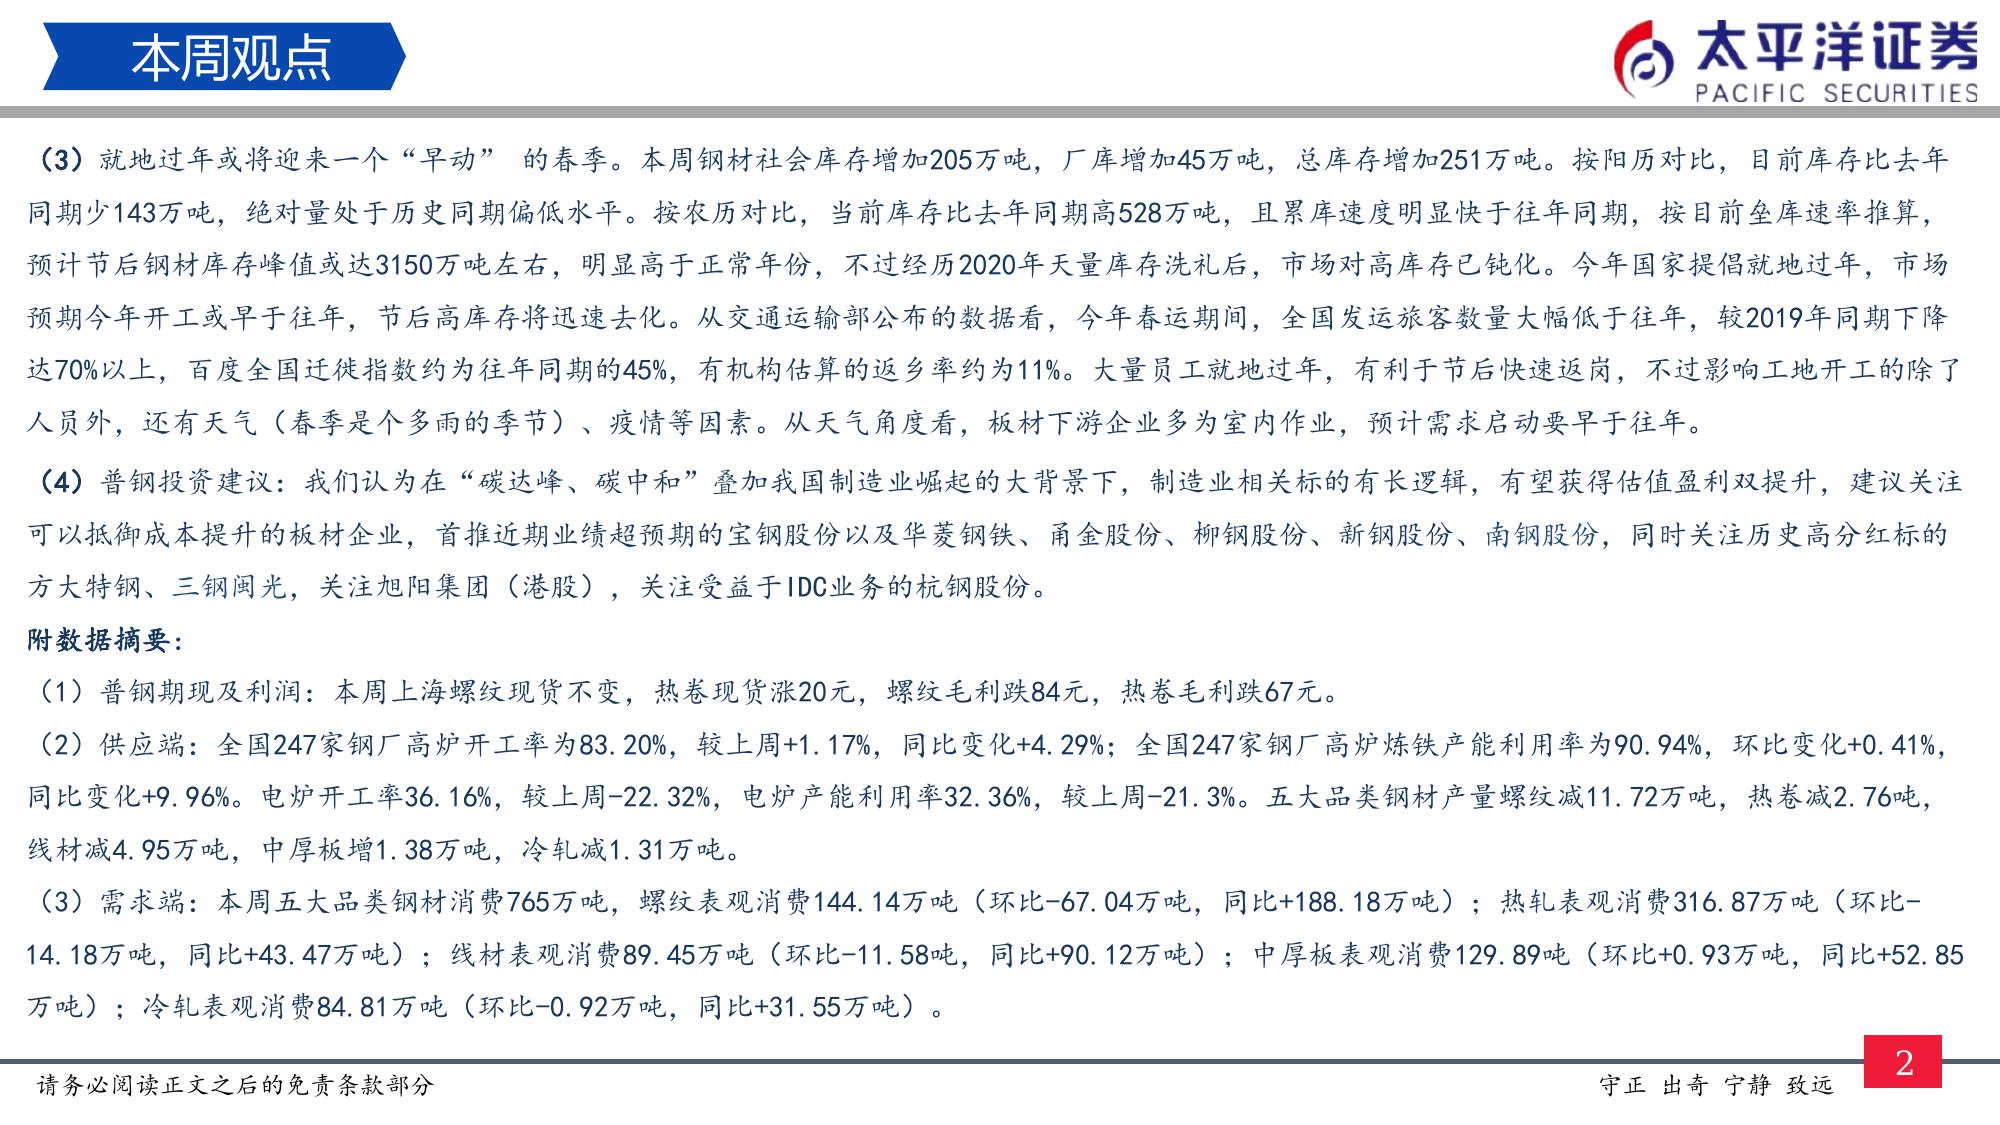 本周观点
太平洋证券
PACIFIC SECURITIES
（3）就地过年或将迎来一个“早动” 的春季。本周钢材社会库存增加205万吨，厂库增加45万吨，总库存增加251万吨。按阳历对比，目前库存比去年
同期少143万吨，绝对量处于历史同期偏低水平。按农历对比，当前库存比去年同期高528万吨，且累库速度明显快于往年同期，按目前垒库速率推算，
预计节后钢材库存峰值或达3150万吨左右，明显高于正常年份，不过经历2020年天量库存洗礼后，市场对高库存已钝化。今年国家提倡就地过年，市场
预期今年开工或早于往年，节后高库存将迅速去化。从交通运输部公布的数据看，今年春运期间，全国发运旅客数量大幅低于往年，较2019年同期下降
达70%以上，百度全国迁徙指数约为往年同期的45%，有机构估算的返乡率约为11%。大量员工就地过年，有利于节后快速返岗，不过影响工地开工的除了
人员外，还有天气（春季是个多雨的季节）、疫情等因素。从天气角度看，板材下游企业多为室内作业，预计需求启动要早于往年。
（4）普钢投资建议：我们认为在“碳达峰、碳中和”叠加我国制造业崛起的大背景下，制造业相关标的有长逻辑，有望获得估值盈利双提升，建议关注
可以抵御成本提升的板材企业，首推近期业绩超预期的宝钢股份以及华菱钢铁、甬金股份、柳钢股份、新钢股份、南钢股份，同时关注历史高分红标的
方大特钢、三钢闽光，关注旭阳集团（港股），关注受益于IDC业务的杭钢股份。
附数据摘要：
（1）普钢期现及利润：本周上海螺纹现货不变，热卷现货涨20元，螺纹毛利跌84元，热卷毛利跌67元。
（2）供应端：全国247家钢厂高炉开工率为83.20%，较上周+1.17%，同比变化+4.29%；全国247家钢厂高炉炼铁产能利用率为90.94%，环比变化+0.41%，
同比变化+9.96%。电炉开工率36.16%，较上周-22.32%，电炉产能利用率32.36%，较上周-21.3%。五大品类钢材产量螺纹减11.72万吨，热卷减2.76吨，
线材减4.95万吨，中厚板增1.38万吨，冷轧减1.31万吨。
（3）需求端：本周五大品类钢材消费765万吨，螺纹表观消费144.14万吨（环比-67.04万吨，同比+188.18万吨）；热轧表观消费316.87万吨（环比-
14.18万吨，同比+43.47万吨）；线材表观消费89.45万吨（环比-11.58吨，同比+90.12万吨）；中厚板表观消费129.89吨（环比+0.93万吨，同比+52.85
万吨）；冷轧表观消费84.81万吨（环比-0.92万吨，同比+31.55万吨）。
请务必阅读正文之后的免责条款部分
守正 出奇 宁静 致远
2